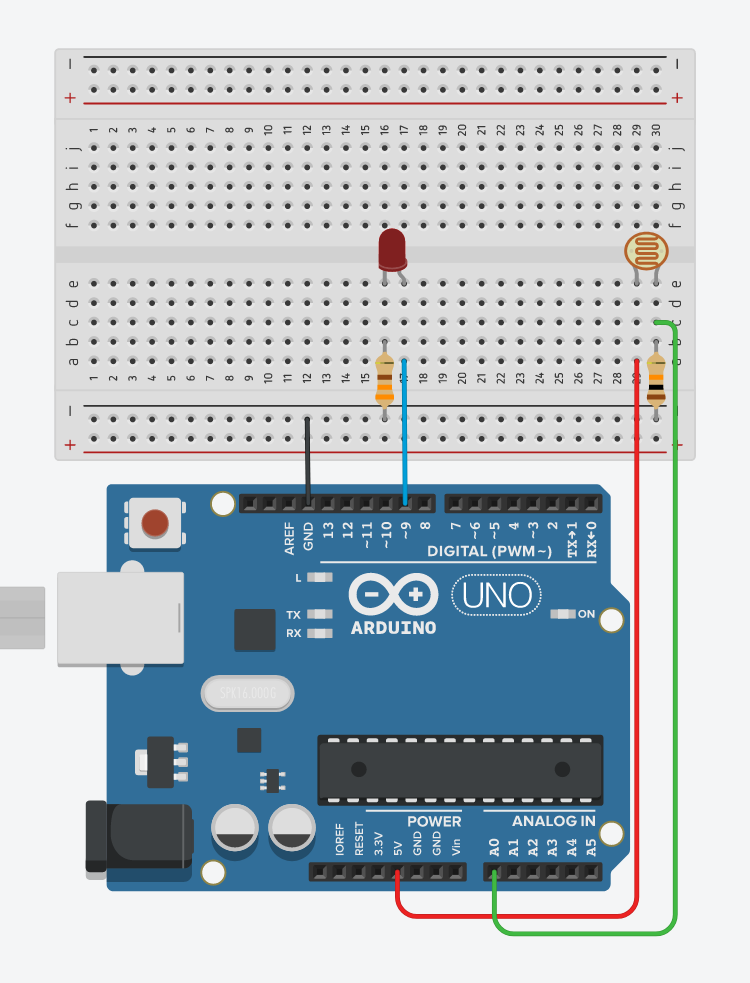 − −
+ +
1 2 3 4 5 6 7 8 9 10 11 12 13 14 15 16 17 18 19 20 21 22 23 24 25 26 27 28 29 30
j j
i i
h h
g g
f f
e e
d d
c c
b b
a a
1 2 3 4 5 6 7 8 9 10 11 12 13 14 15 16 17 18 19 20 21 22 23 24 25 26 27 28 29
− −
+ +
AREF GND 13 12 ~11 ~10 ~9 8 7 ~6 ~5 4 ~3 2 TX→1 RX←0
DIGITAL (PWM~)
L
TX
RX
UNO
ON
ARDUINO
SPK16.000G
POWER ANALOG IN
IOREF RESET 3.3V 5V GND GND Vin A0 A1 A2 A3 A4 A5